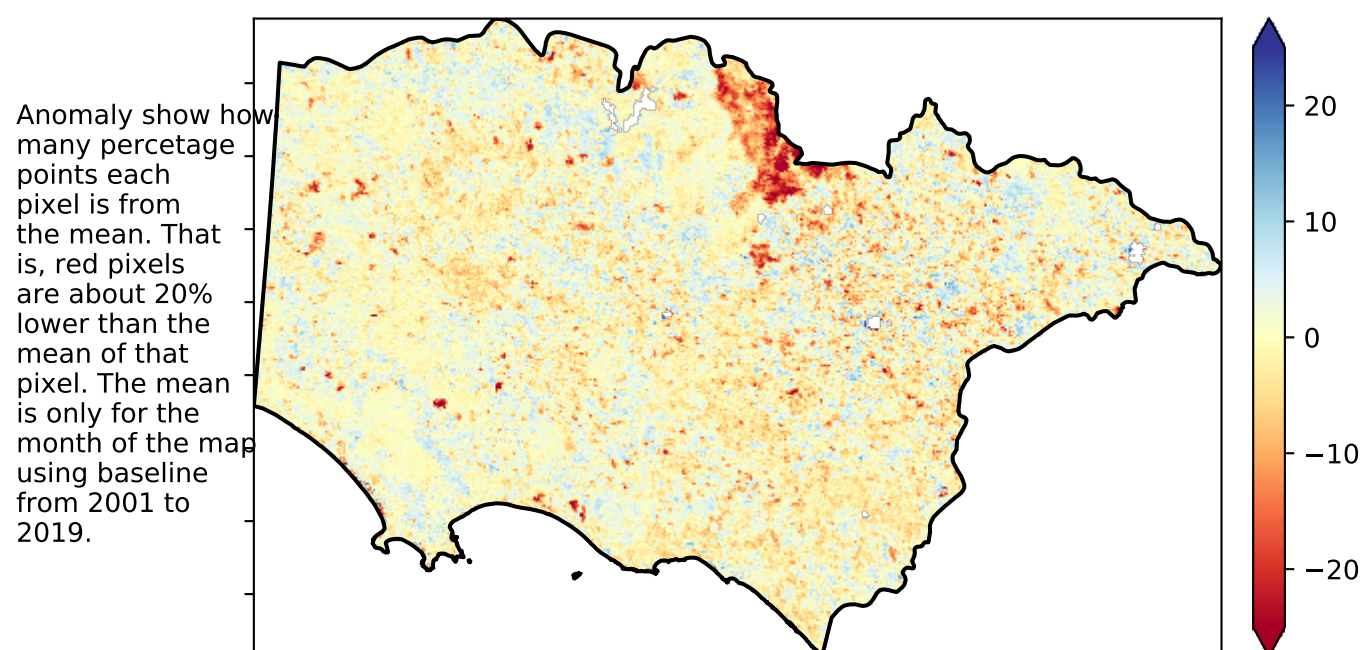 Anomaly show how
many percetage
points each
pixel is from
the mean. That
is, red pixels
are about 20%
lower than the
mean of that
pixel. The mean
is only for the
month of the map
using baseline
from 2001 to
2019.
20
10
0
−10
−20